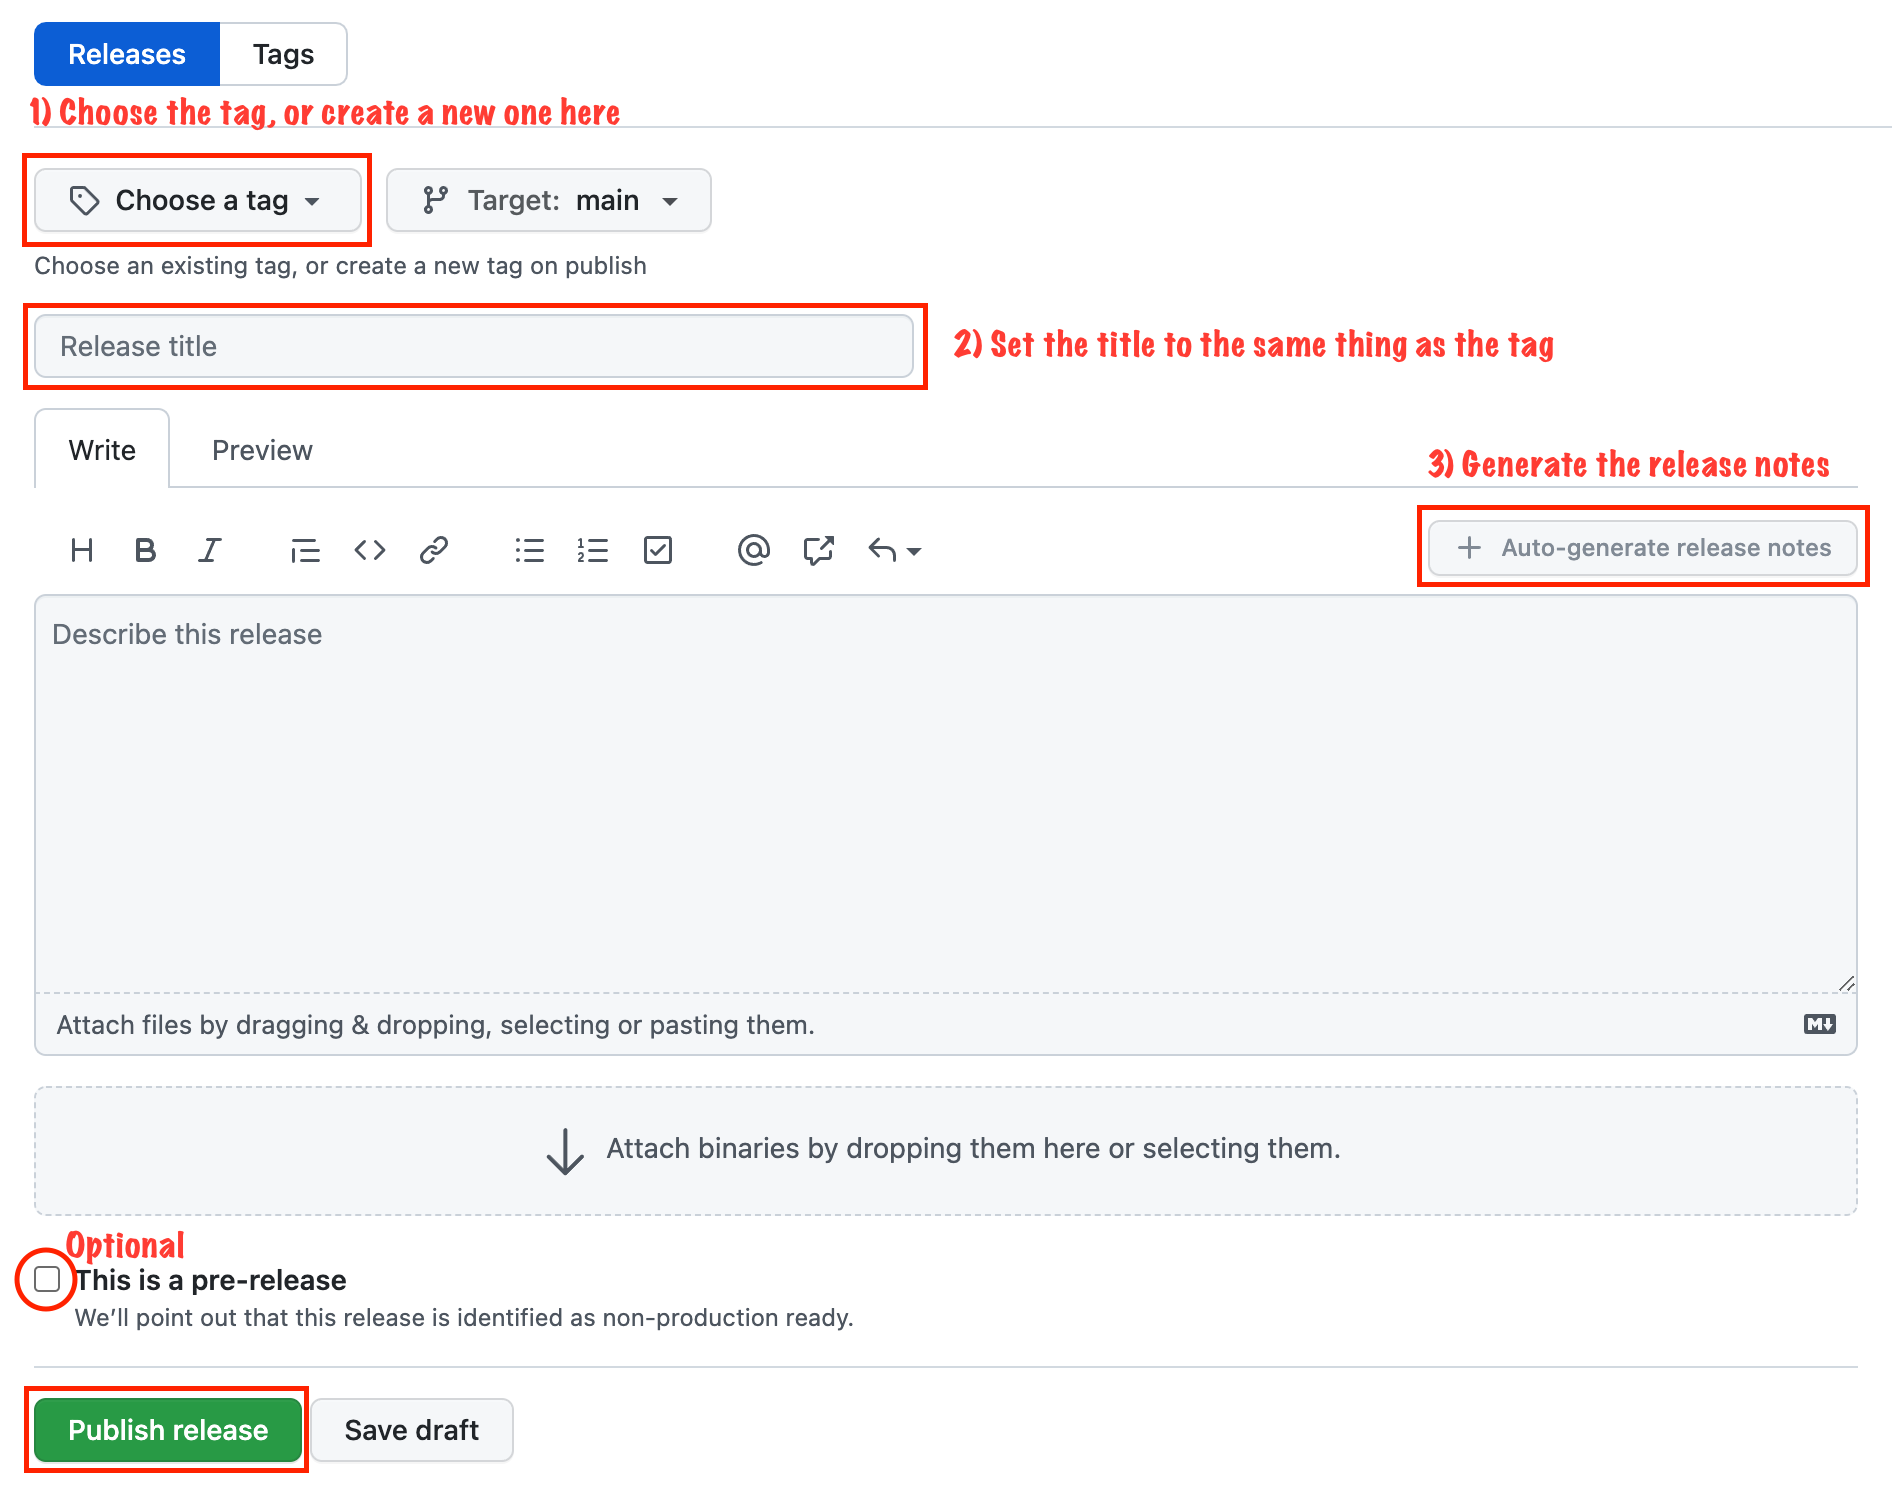 Releases Tags
1) Choose the tag, or create a new one here
Choose a tag Target: main
Choose an existing tag, or create a new tag on publish
Release title
2) Set the title to the same thing as the tag
Write Preview
3) Generate the release notes
H B I @ Auto-generate release notes
Describe this release
Attach files by dragging & dropping, selecting or pasting them.
M
Attach binaries by dropping them here or selecting them.
Optional
This is a pre-release
We’ll point out that this release is identified as non-production ready.
Publish release Save draft